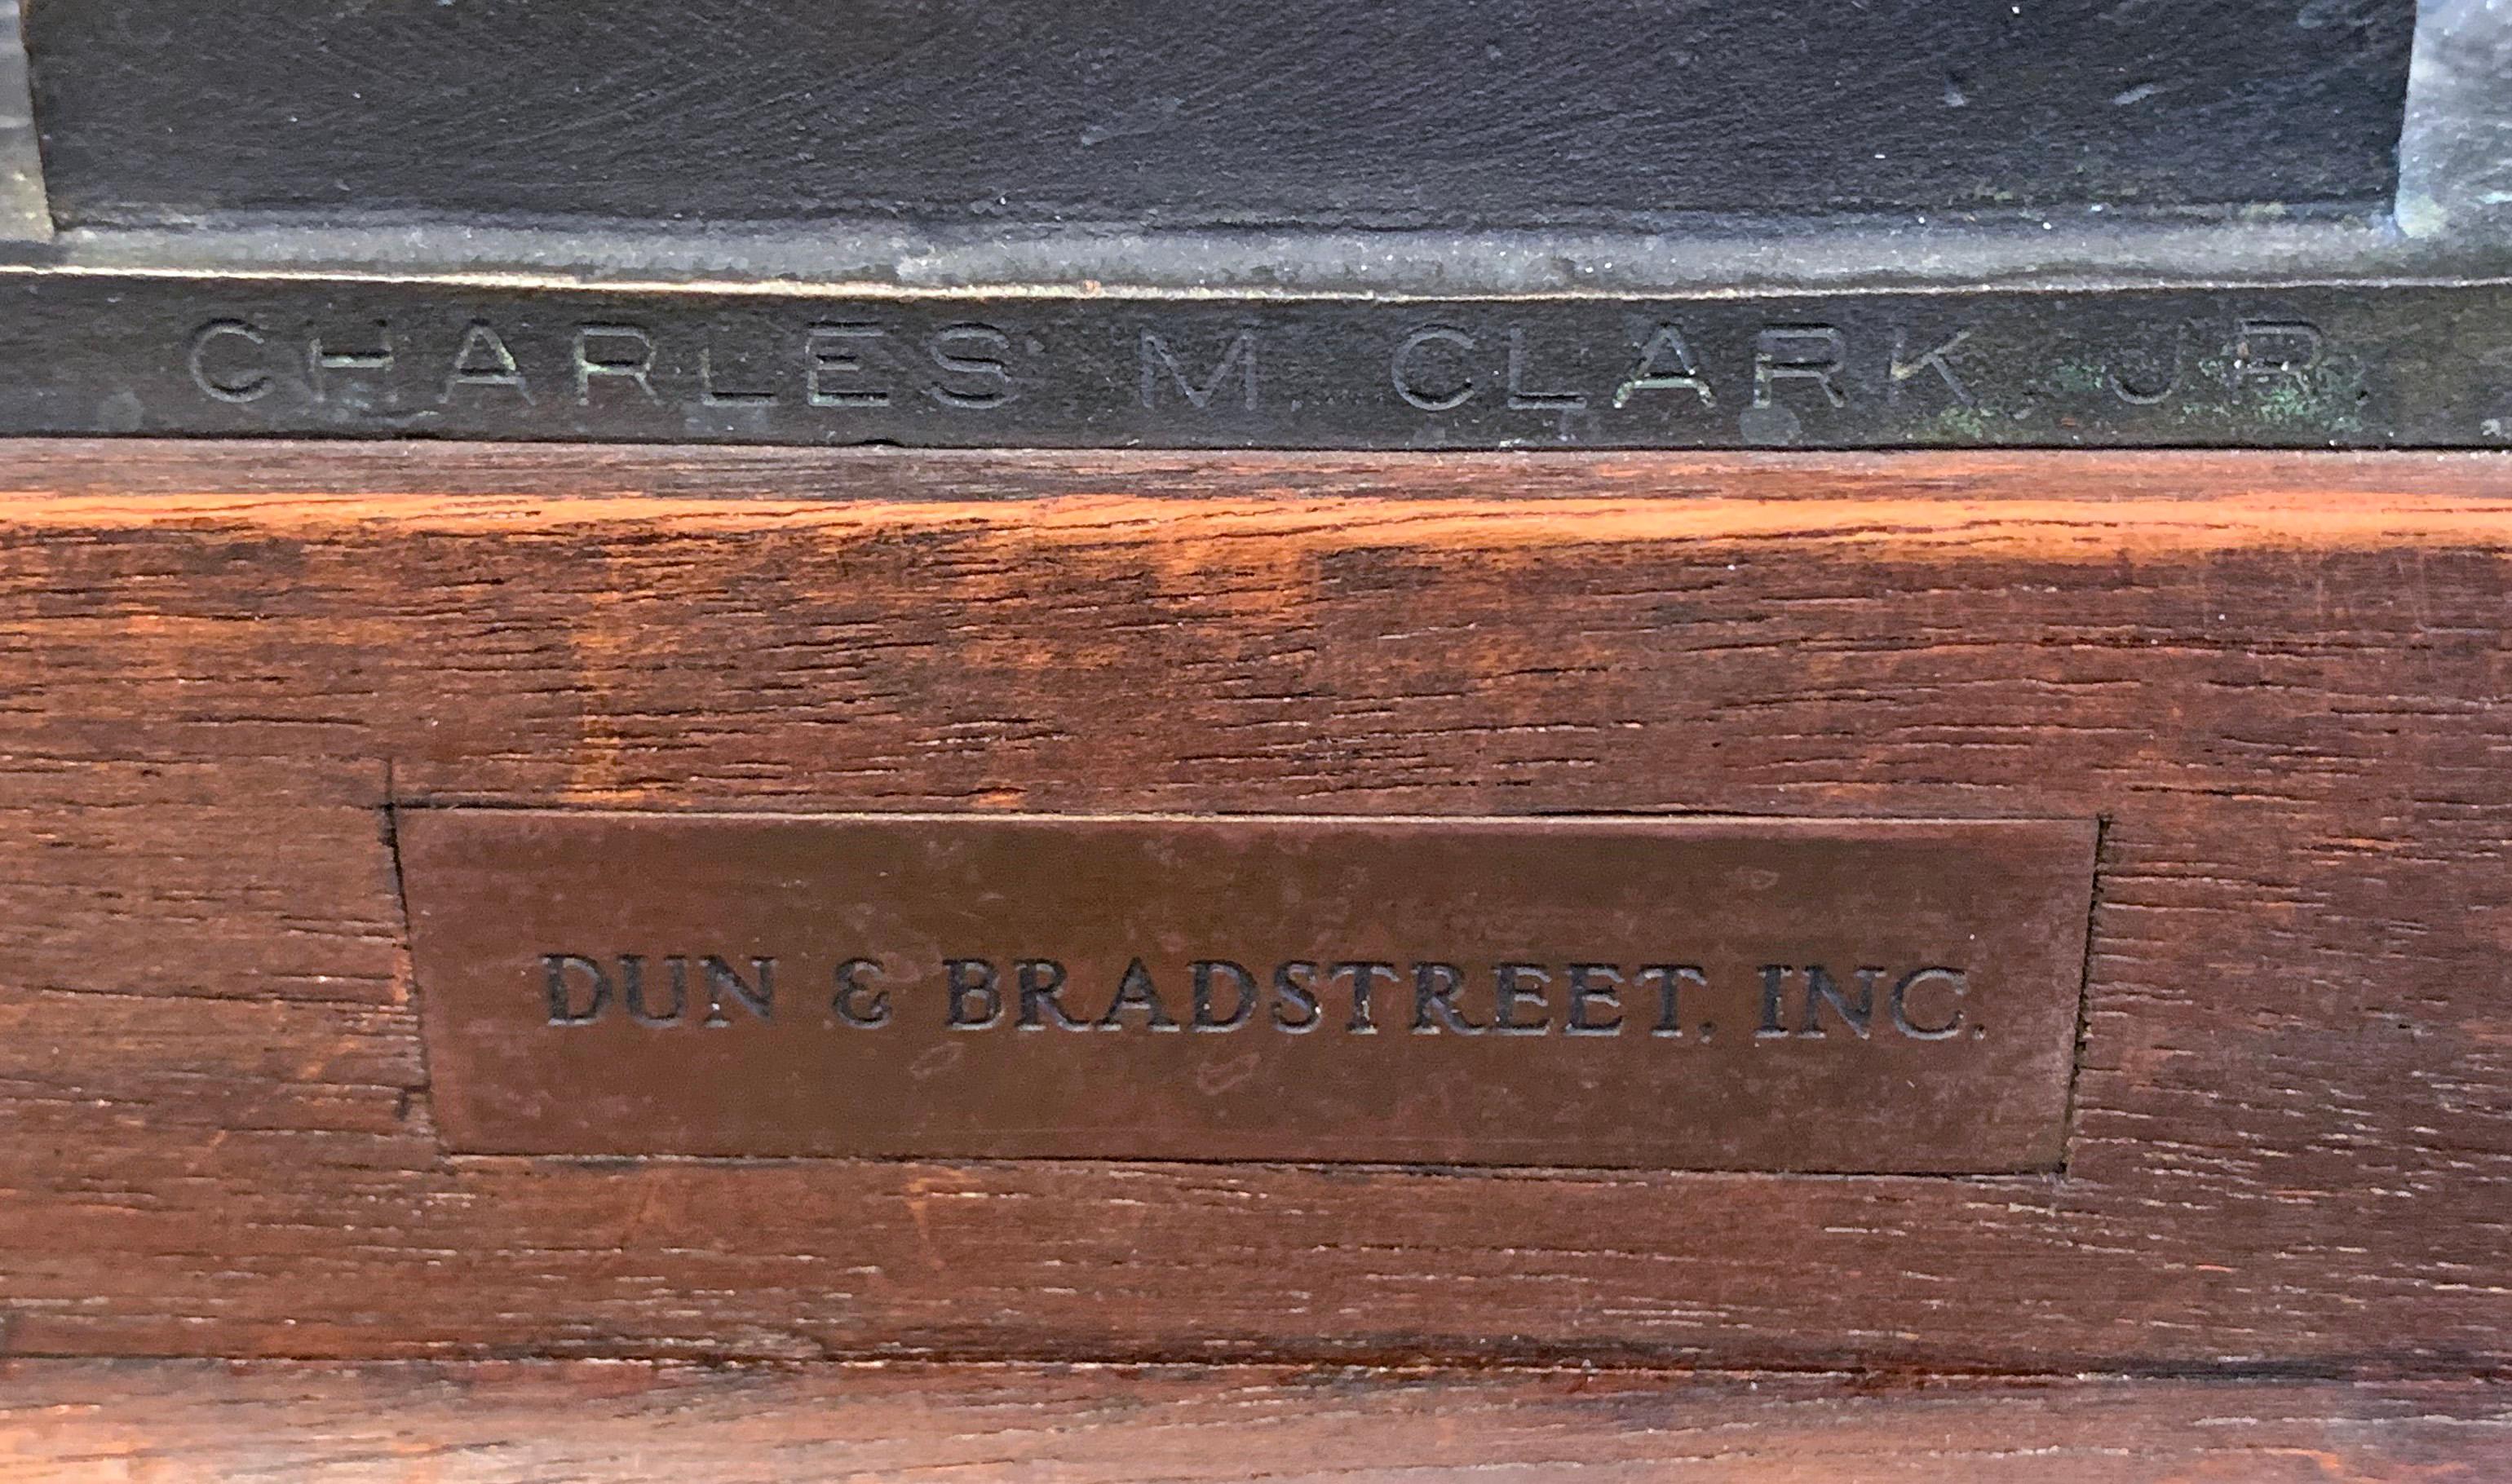 CHARLES M. CLARK, JR.
DUN & BRADSTREET, INC.